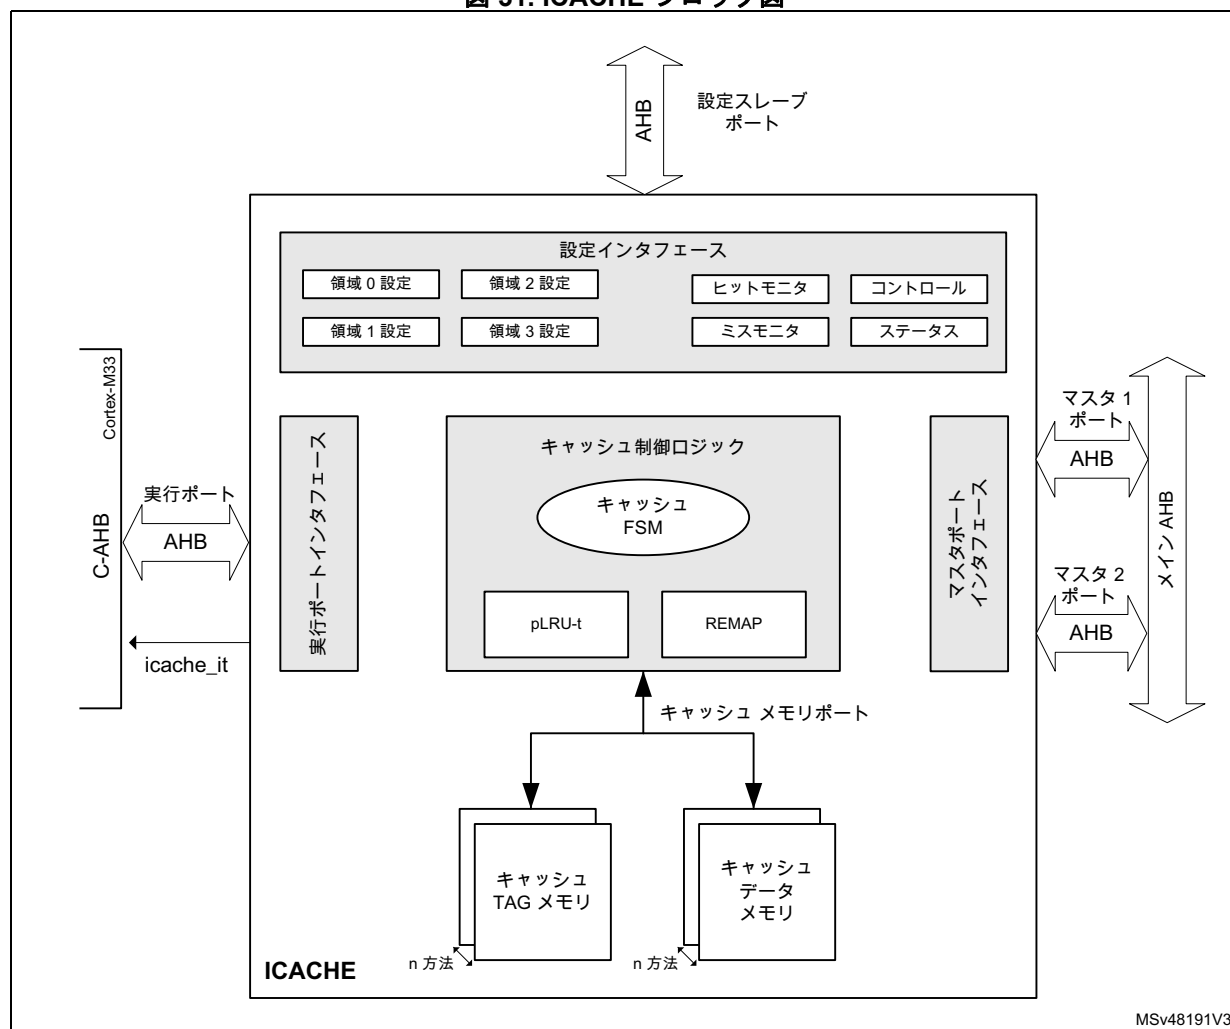 図 51. ICACHE ブロック図
AHB
設定スレーブ
ポート
設定インタフェース
領域 0 設定
領域 2 設定
ヒットモニタ
コントロール
領域 1 設定
領域 3 設定
ミスモニタ
ステータス
Cortex-M33
C-AHB
実行ポート
AHB
icache_it
実行ポートインタフェース
キャッシュ制御ロジック
キャッシュ
FSM
pLRU-t
REMAP
マスタポート
インタフェース
マスタ 1
ポート
AHB
マスタ 2
ポート
AHB
メイン AHB
キャッシュ メモリポート
キャッシュ
TAG メモリ
n 方法
キャッシュ
データ
メモリ
n 方法
ICACHE
MSv48191V3